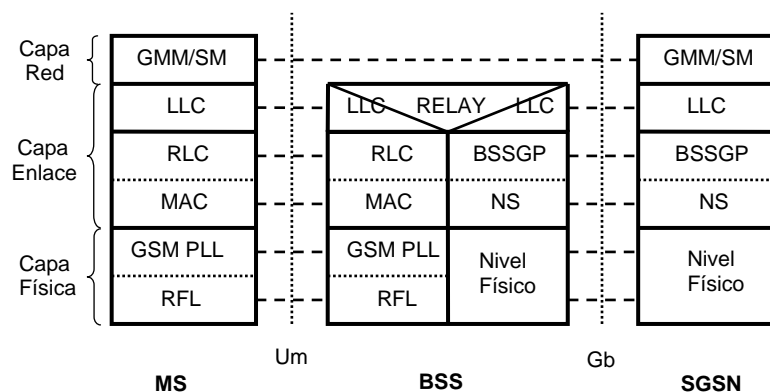 Capa
Red
GMM/SM
GMM/SM
Capa
Enlace
LLC
LLC RELAY LLC
LLC
RLC
RLC
BSSGP
BSSGP
MAC
MAC
NS
NS
Capa
Física
GSM PLL
GSM PLL
Nivel
Físico
Nivel
Físico
RFL
RFL
Um
Gb
MS
BSS
SGSN